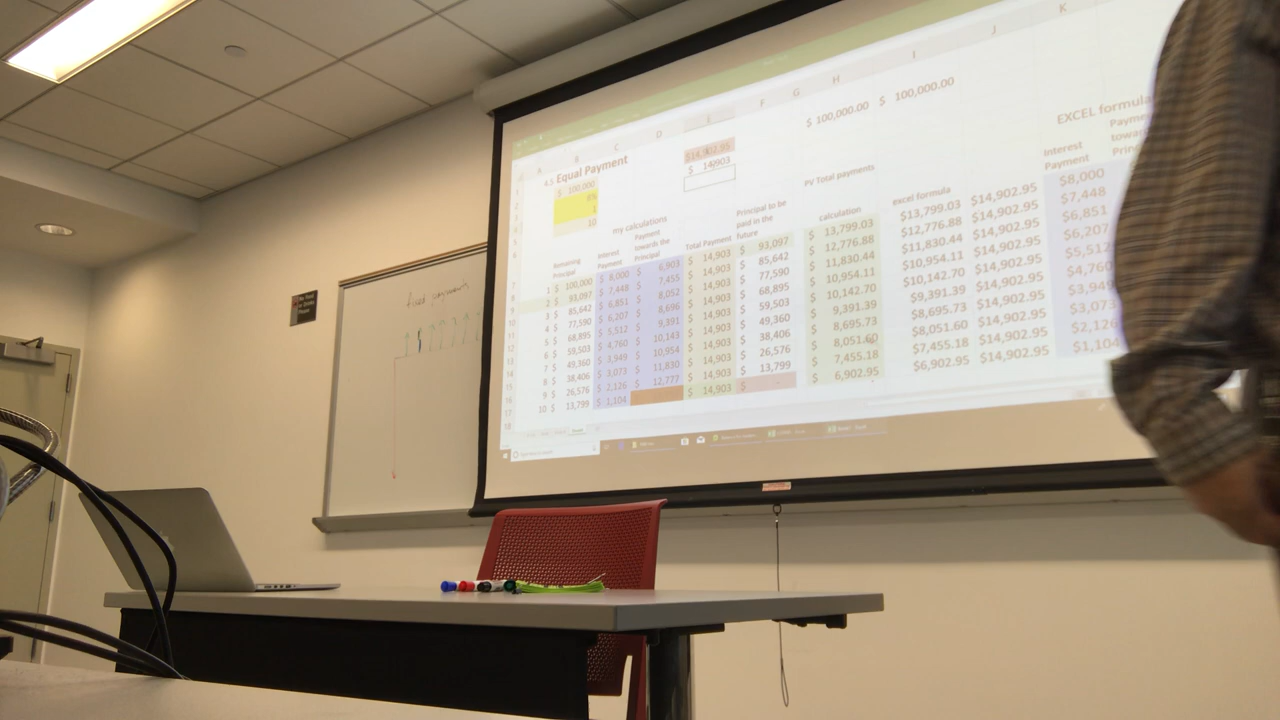 A B C D E F G H I J K
4.5 Equal Payment
$ 100,000
8%
10
$14,902.95
$ 14,903
$ 100,000.00 $ 100,000.00
EXCEL formula
my calculations
PV Total payments
Remaining Principal Interest Payment Payment towards the Principal Total Payment Principal to be paid in the future calculation excel formula Interest Payment
1 $ 100,000 $ 8,000 $ 6,903 $ 14,903 $ 93,097 $ 13,799.03 $13,799.03 $14,902.95 $8,000
2 $ 93,097 $ 7,448 $ 7,455 $ 14,903 $ 85,642 $ 12,776.88 $12,776.88 $14,902.95 $7,448
3 $ 85,642 $ 6,851 $ 8,052 $ 14,903 $ 77,590 $ 11,830.44 $11,830.44 $14,902.95 $6,851
4 $ 77,590 $ 6,207 $ 8,696 $ 14,903 $ 68,895 $ 10,954.11 $10,954.11 $14,902.95 $6,207
5 $ 68,895 $ 5,512 $ 9,391 $ 14,903 $ 59,503 $ 10,142.70 $10,142.70 $14,902.95 $5,512
6 $ 59,503 $ 4,760 $ 10,143 $ 14,903 $ 49,360 $ 9,391.39 $9,391.39 $14,902.95 $4,760
7 $ 49,360 $ 3,949 $ 10,954 $ 14,903 $ 38,406 $ 8,695.73 $8,695.73 $14,902.95 $3,949
8 $ 38,406 $ 3,073 $ 11,830 $ 14,903 $ 26,576 $ 8,051.60 $8,051.60 $14,902.95 $3,073
9 $ 26,576 $ 2,126 $ 12,777 $ 14,903 $ 13,799 $ 7,455.18 $7,455.18 $14,902.95 $2,126
10 $ 13,799 $ 1,104 $ 14,903 $ $ 6,902.95 $6,902.95 $14,902.95 $1,104
fixed payments